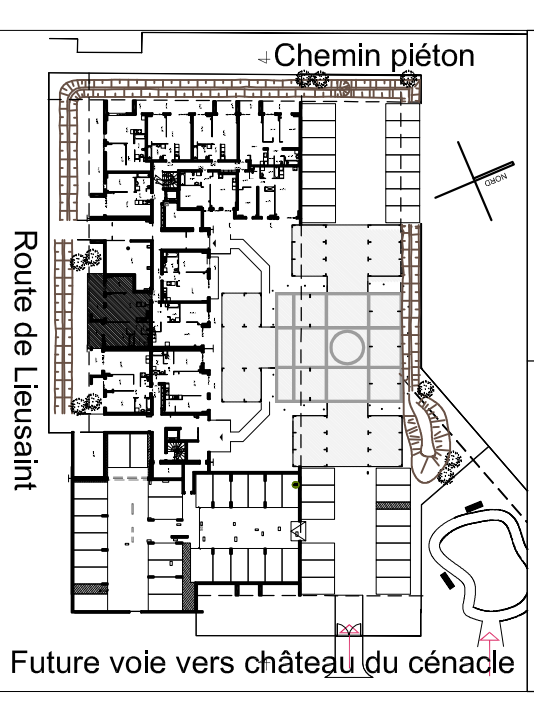 Chemin piéton
NORD
Route de Lieusaint
Future voie vers château du cénacle